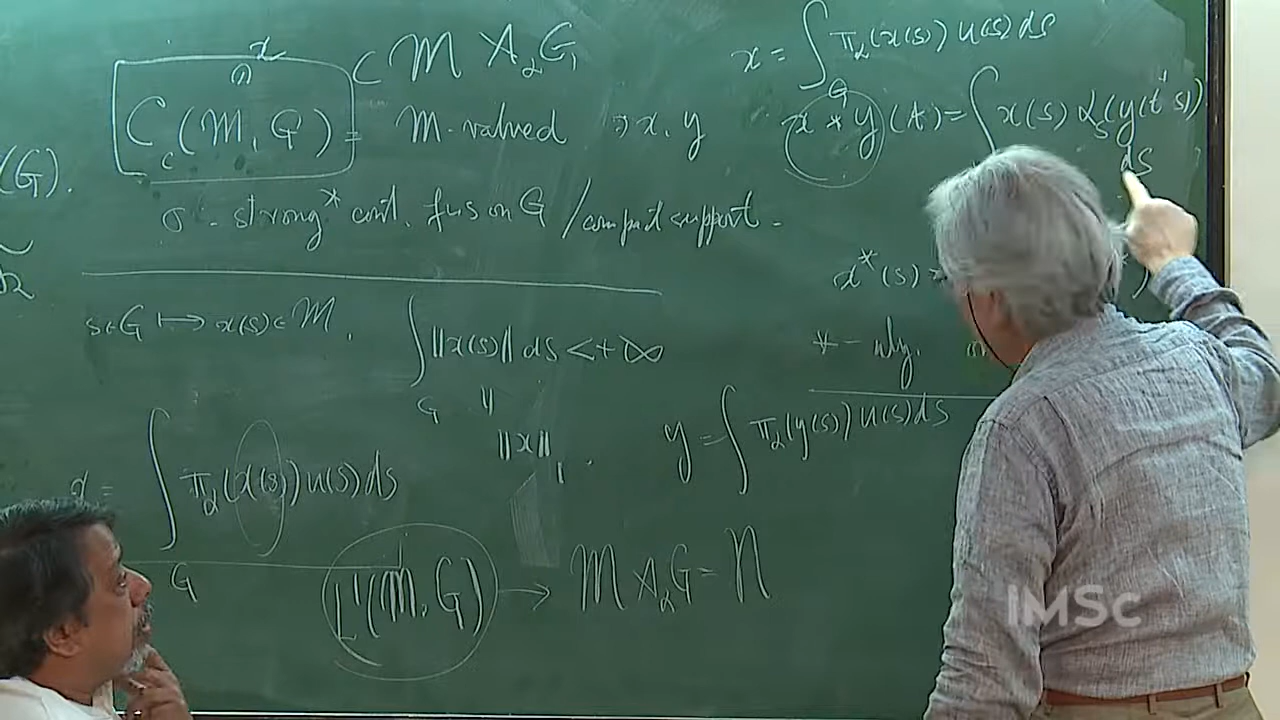 x = ∫_G π_α(x(s)) u(s) ds
x
∩
⊂ M ⋊_α G
C_c(M, G) = M-valued ∋ x, y
x * y (t) = ∫ x(s) α_s(y(t⁻¹ s)) ds
(G).
σ-strong* cont. fns on G / compact support.
x*(s) =
s ∈ G ↦ x(s) ∈ M.
∫_G ||x(s)|| ds < +∞
||
||x||_1.
* - alg.
y = ∫ π_α(y(s)) u(s) ds
x = ∫_G π_α(x(s)) u(s) ds
L¹(M, G) → M ⋊_α G = N
IMSc